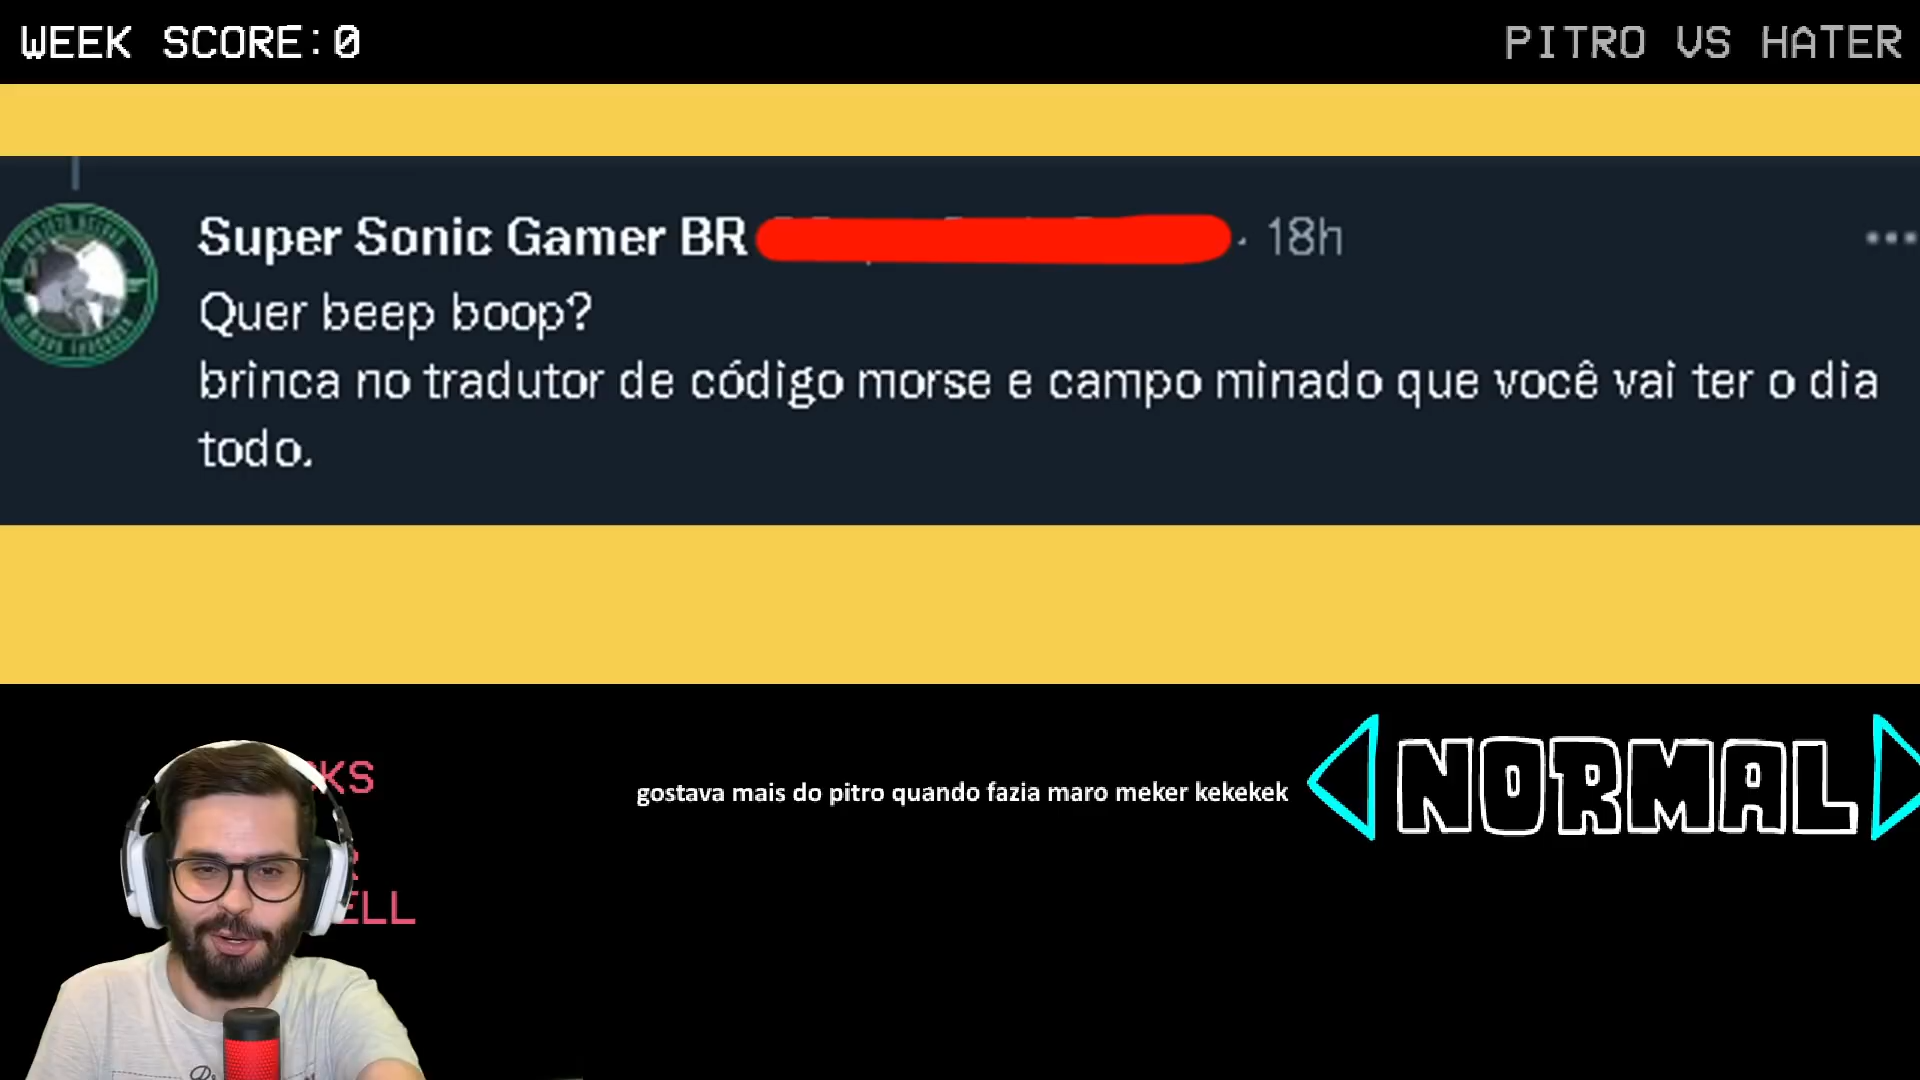 WEEK SCORE:0
PITRO VS HATER
Super Sonic Gamer BR · 18h
Quer beep boop?
brinca no tradutor de código morse e campo minado que você vai ter o dia
todo.
CKS
gostava mais do pitro quando fazia maro meker kekekek
NORMAL
R
ELL